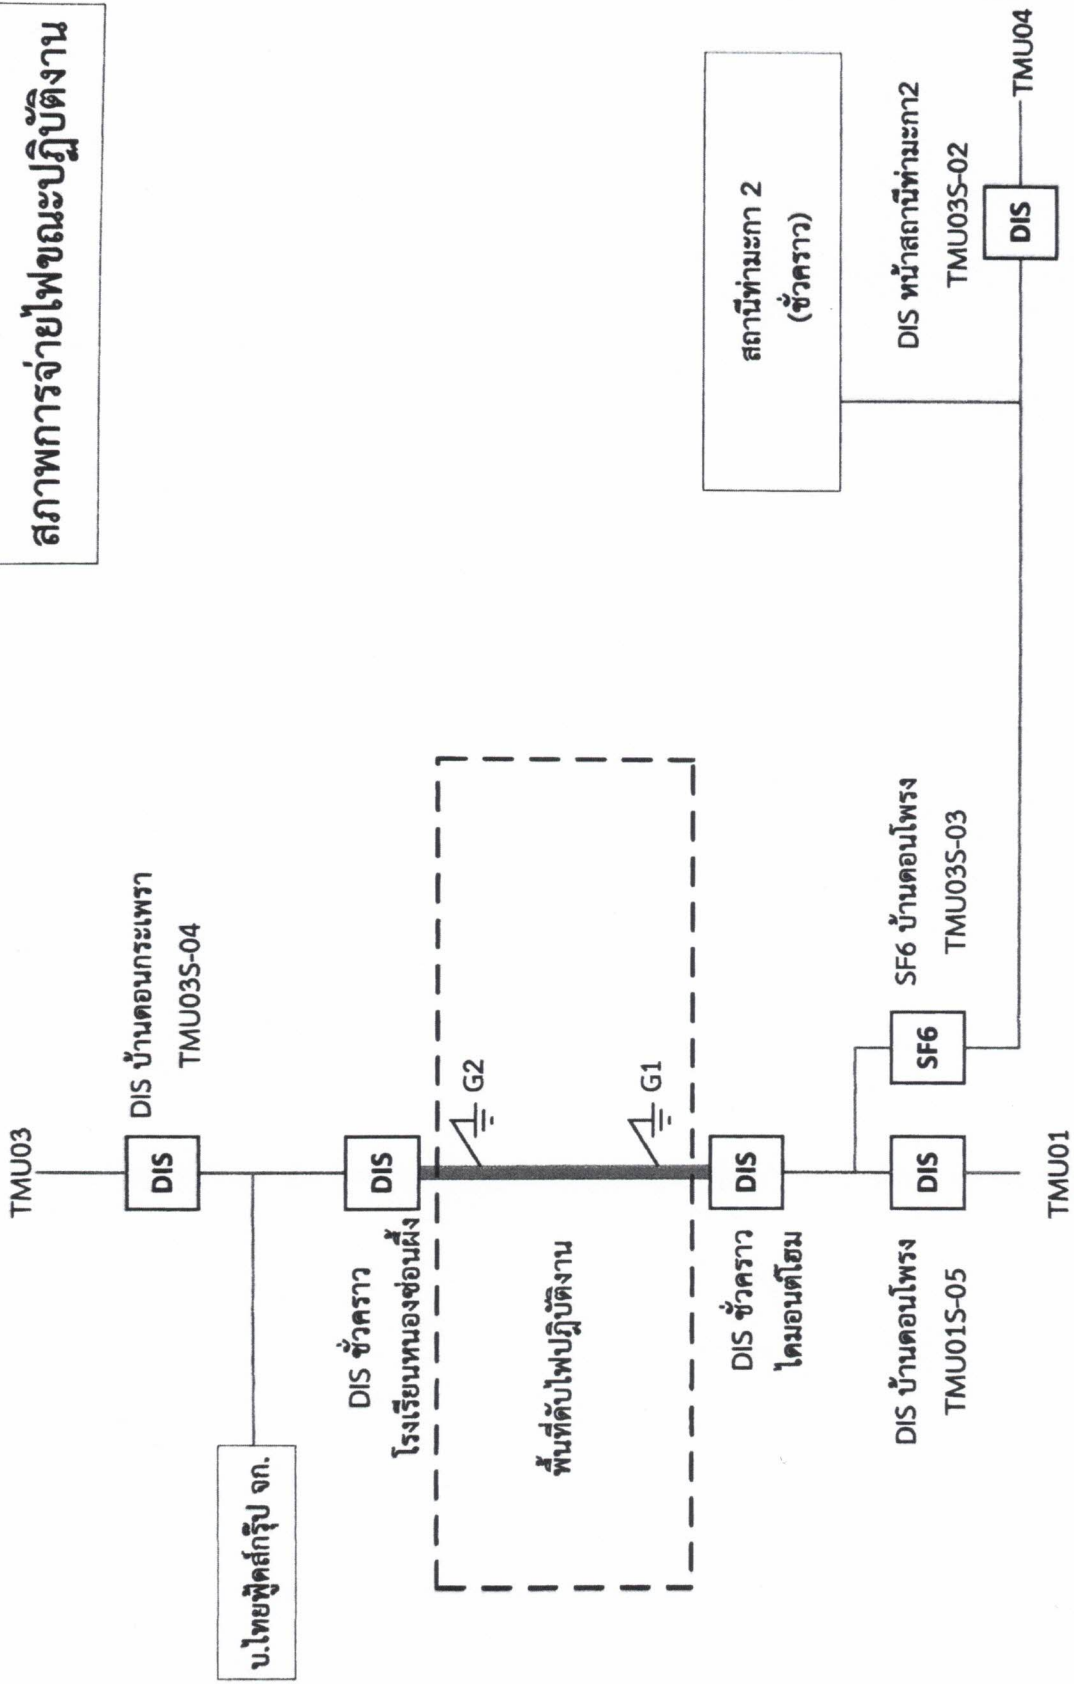 สภาพการจ่ายไฟขณะปฏิบัติงาน
TMU03
DIS
DIS บ้านดอนกระเพรา
TMU03S-04
บ.ไทยฟู้ดส์กรุ๊ป จก.
DIS
DIS ชั่วคราว
โรงเรียนหนองซ่อนผึ้ง
G2
พื้นที่ดับไฟปฏิบัติงาน
G1
DIS
DIS ชั่วคราว
ไดมอนด์โฮม
DIS
DIS บ้านดอนโพรง
TMU01S-05
TMU01
SF6
SF6 บ้านดอนโพรง
TMU03S-03
สถานีท่ามะกา 2
(ชั่วคราว)
DIS หน้าสถานีท่ามะกา2
TMU03S-02
DIS
TMU04